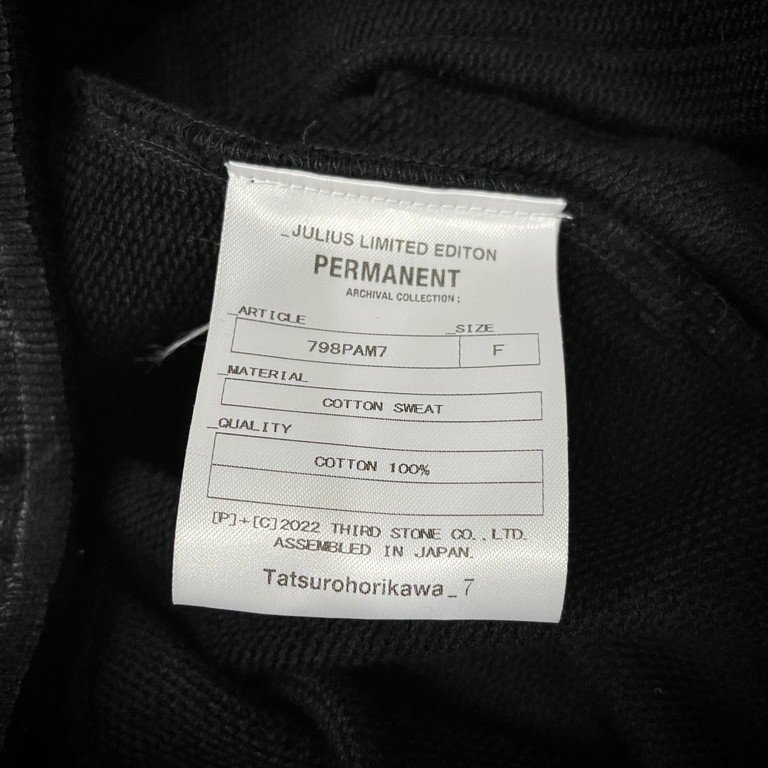 _JULIUS LIMITED EDITON
PERMANENT
ARCHIVAL COLLECTION ;
_ARTICLE _SIZE
798PAM7 F
_MATERIAL
COTTON SWEAT
_QUALITY
COTTON 100%
[P]+[C]2022 THIRD STONE CO.,LTD.
ASSEMBLED IN JAPAN.
Tatsurohorikawa_7